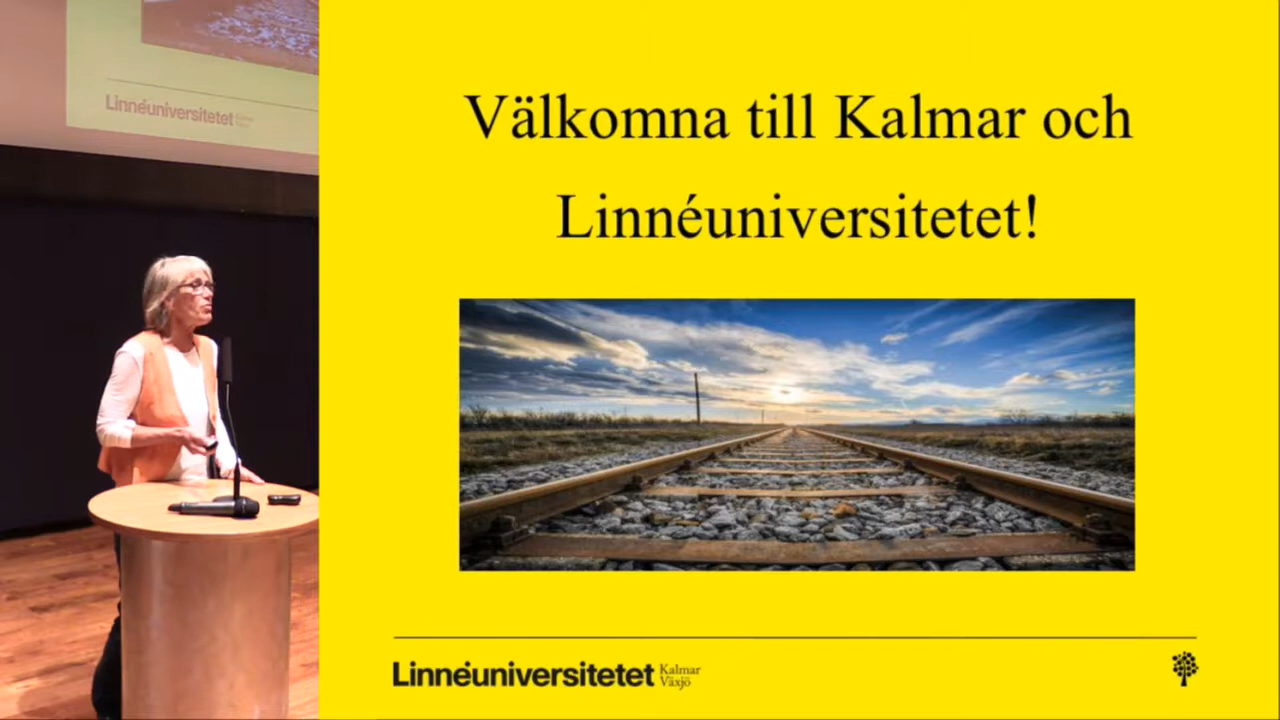 Linnéuniversitetet Kalmar
Växjö
Välkomna till Kalmar och
Linnéuniversitetet!
Linnéuniversitetet Kalmar
Växjö